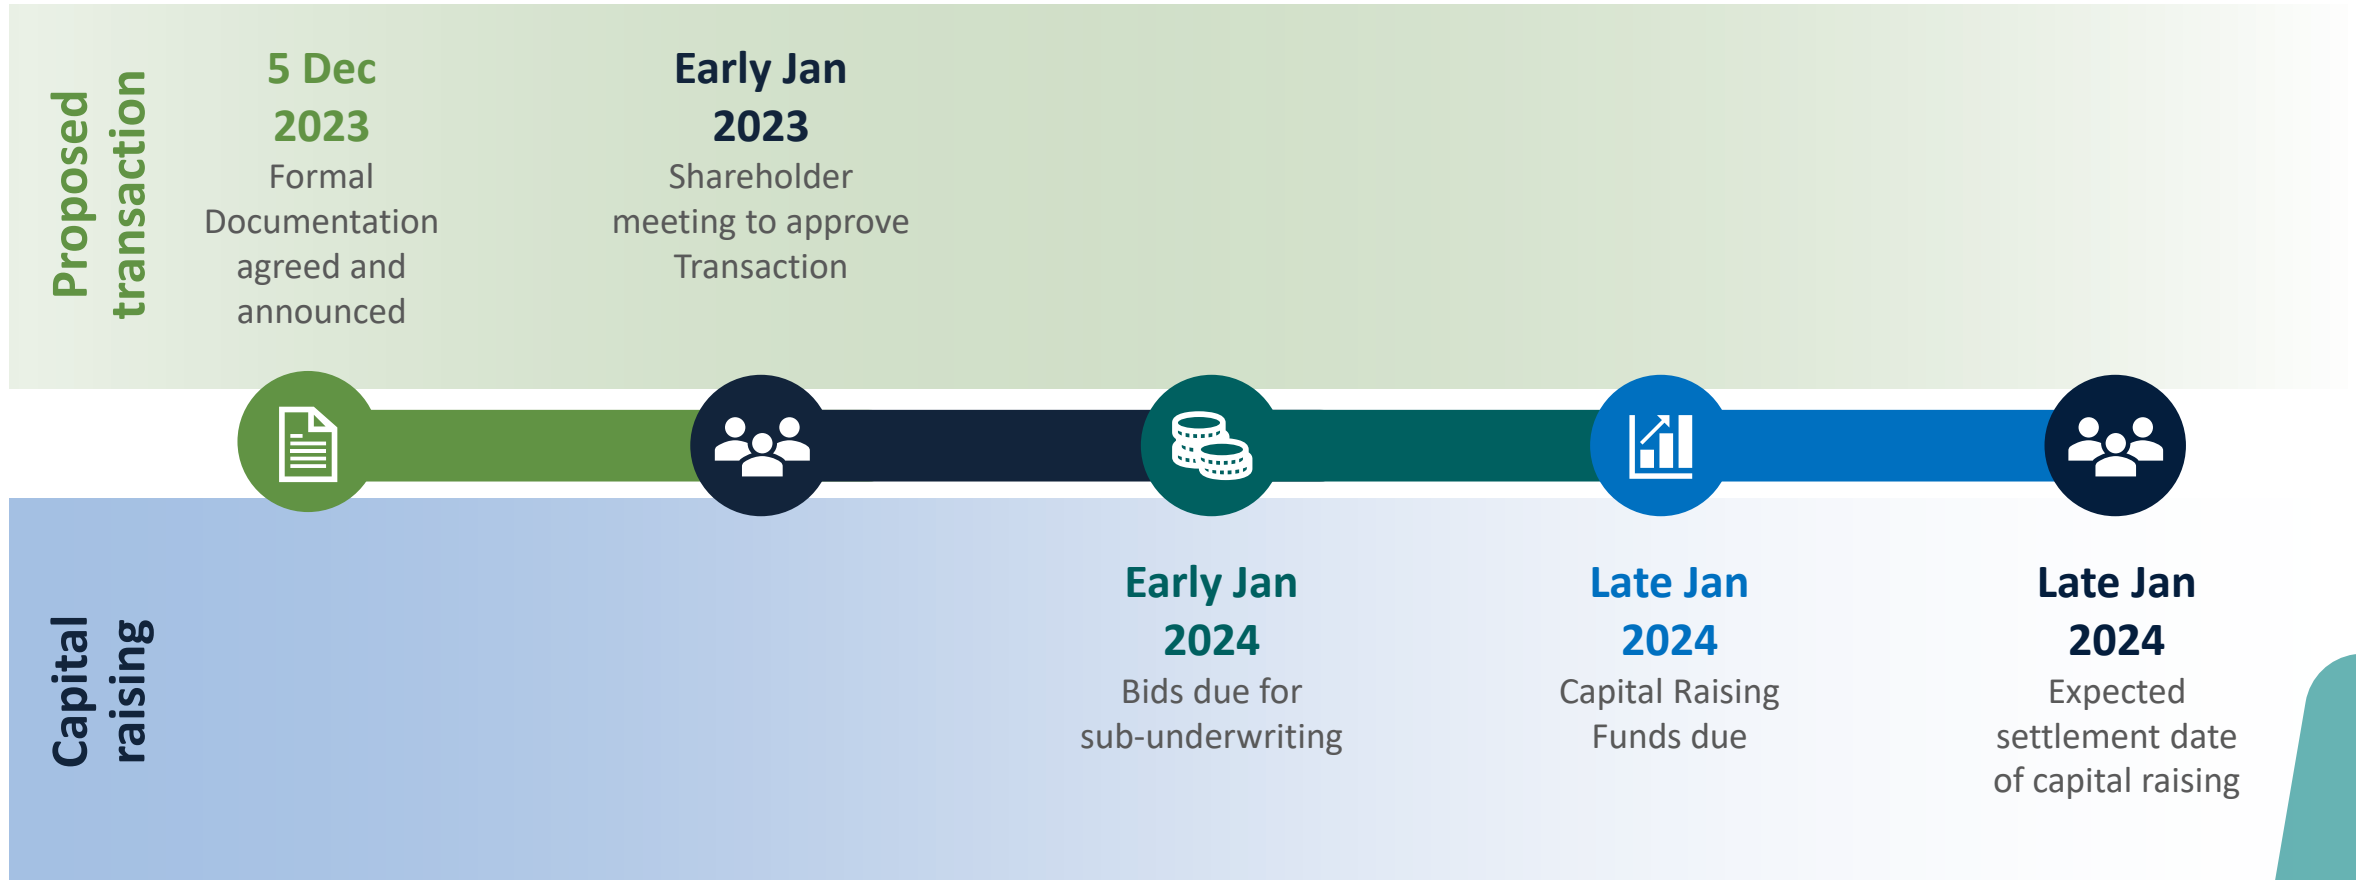 Proposed
transaction
5 Dec
2023
Formal
Documentation
agreed and
announced
Early Jan
2023
Shareholder
meeting to approve
Transaction
Capital
raising
Early Jan
2024
Bids due for
sub-underwriting
Late Jan
2024
Capital Raising
Funds due
Late Jan
2024
Expected
settlement date
of capital raising